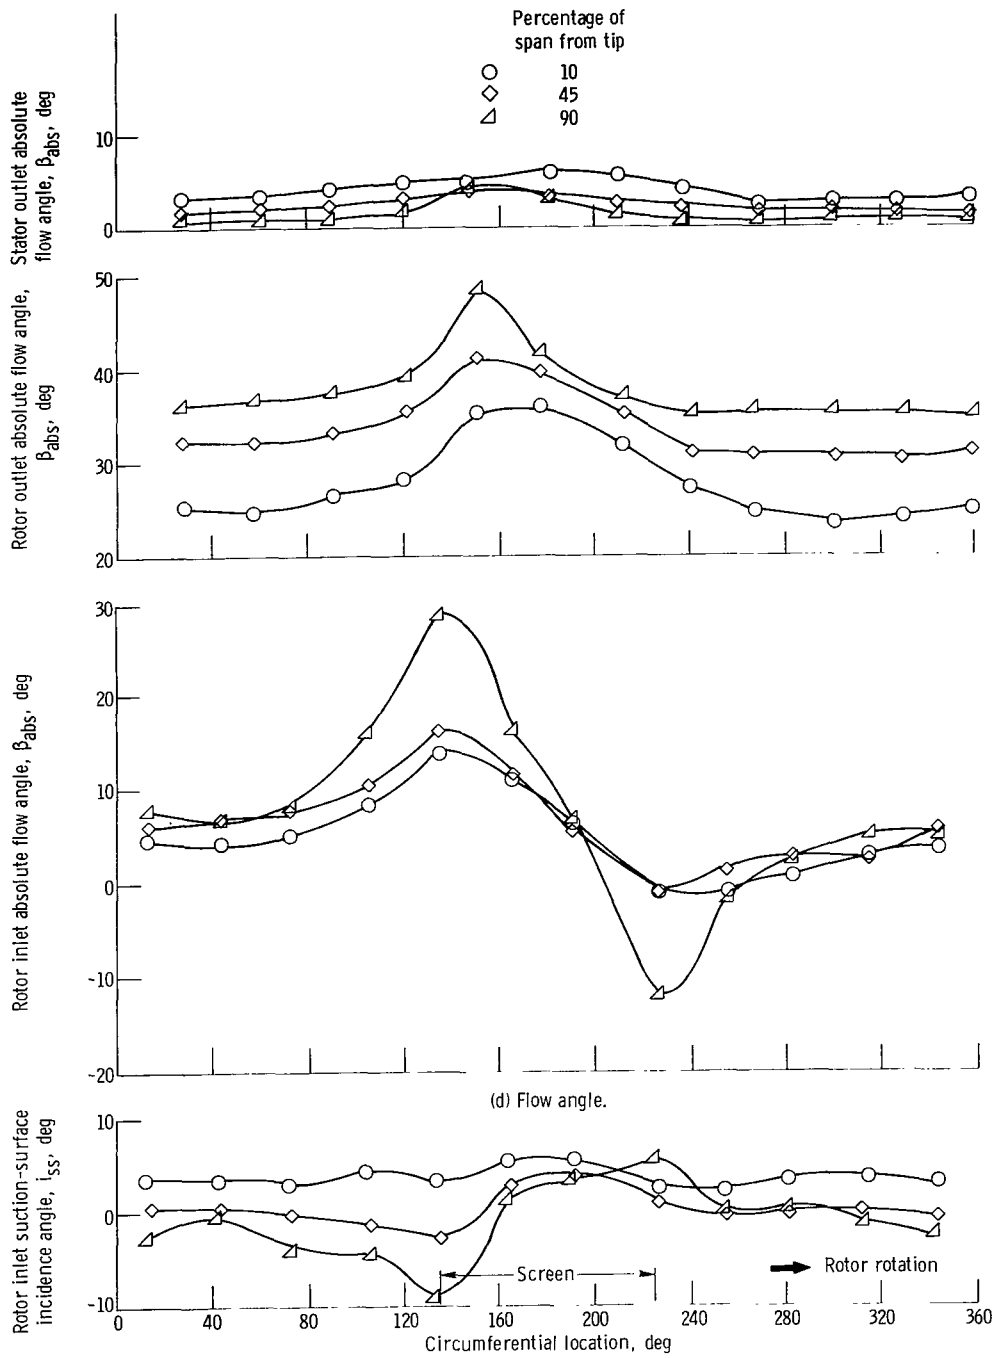 Percentage of
span from tip
10
45
90
Stator outlet absolute
flow angle, βabs, deg
10
0
Rotor outlet absolute flow angle,
βabs, deg
50
40
30
20
Rotor inlet absolute flow angle, βabs, deg
30
20
10
0
-10
-20
(d) Flow angle.
Rotor inlet suction-surface
incidence angle, iss, deg
10
0
-10
Screen
Rotor rotation
0 40 80 120 160 200 240 280 320 360
Circumferential location, deg